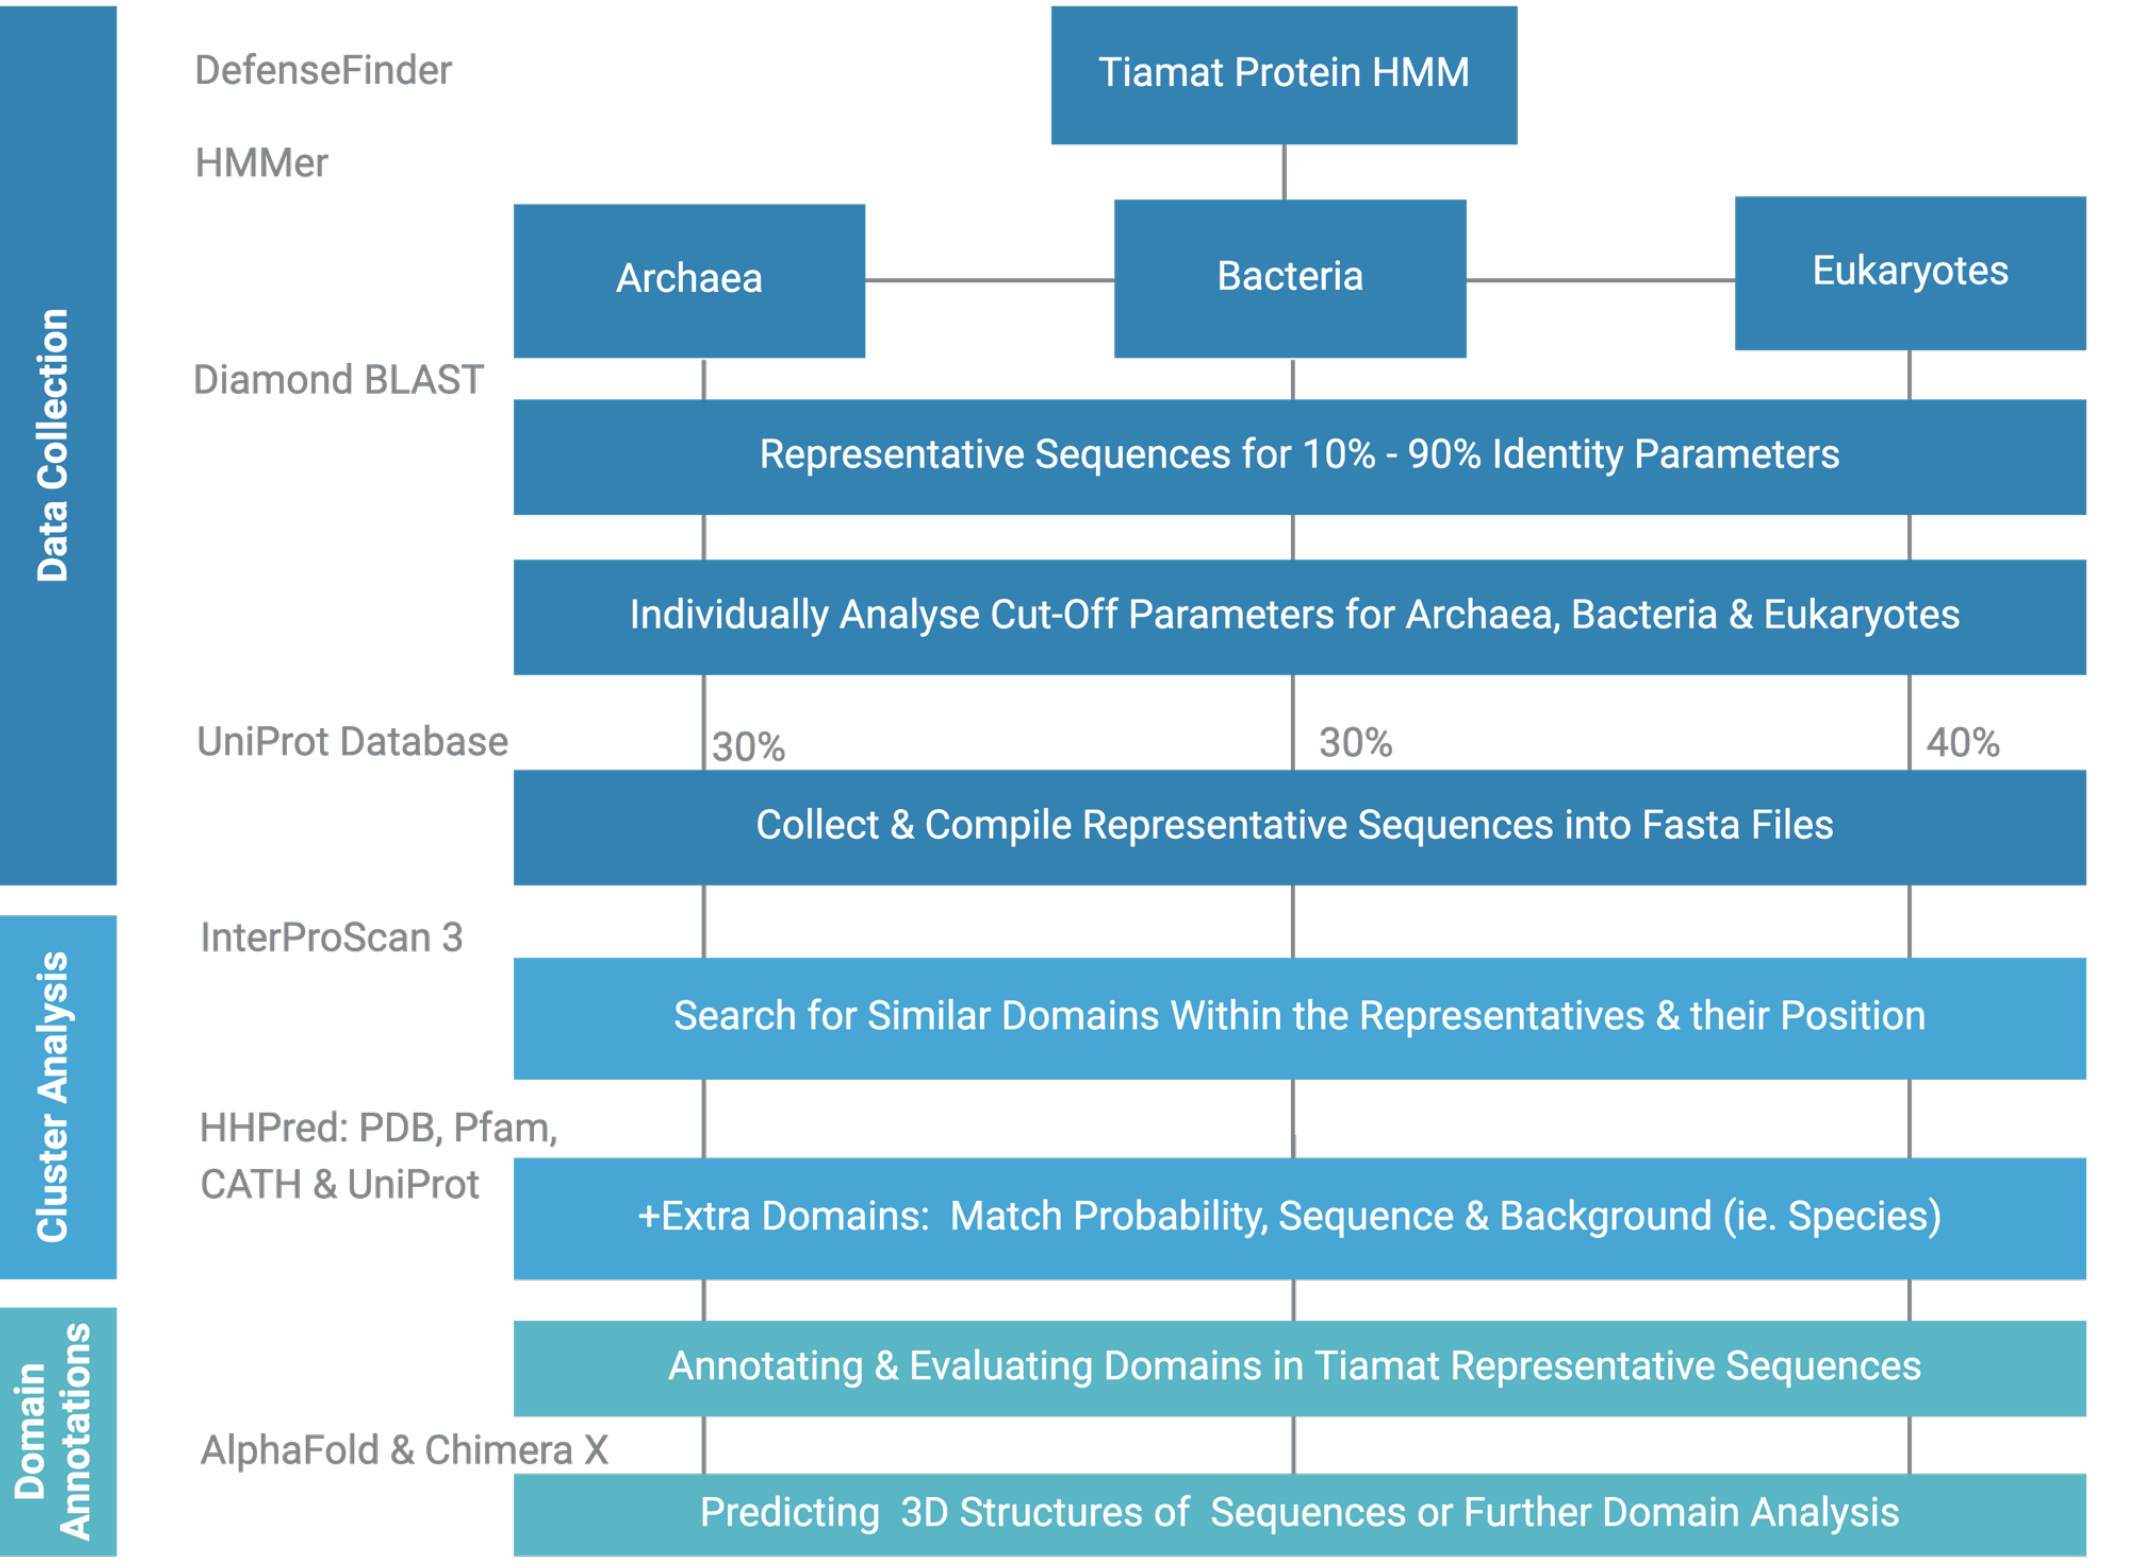 Data Collection
DefenseFinder
Tiamat Protein HMM
HMMer
Archaea
Bacteria
Eukaryotes
Diamond BLAST
Representative Sequences for 10% - 90% Identity Parameters
Individually Analyse Cut-Off Parameters for Archaea, Bacteria & Eukaryotes
UniProt Database
30%
30%
40%
Collect & Compile Representative Sequences into Fasta Files
Cluster Analysis
InterProScan 3
Search for Similar Domains Within the Representatives & their Position
HHPred: PDB, Pfam,
CATH & UniProt
+Extra Domains:  Match Probability, Sequence & Background (ie. Species)
Domain
Annotations
Annotating & Evaluating Domains in Tiamat Representative Sequences
AlphaFold & Chimera X
Predicting  3D Structures of  Sequences or Further Domain Analysis